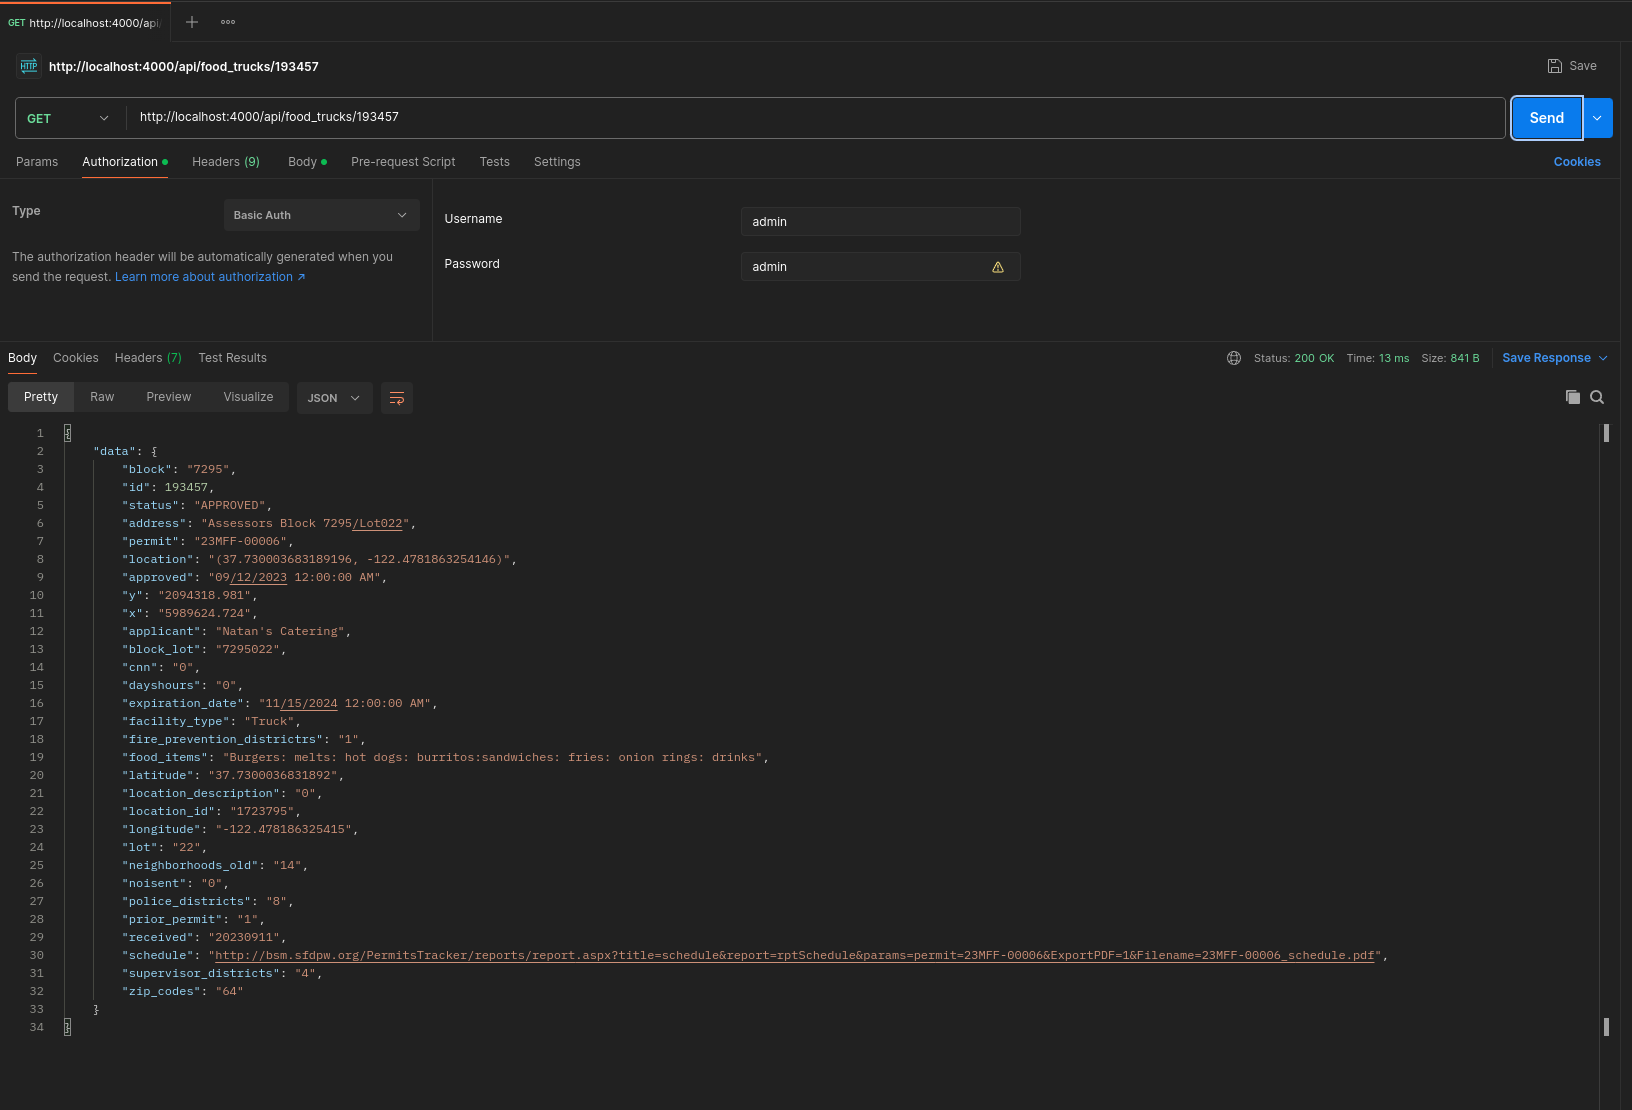 GET http://localhost:4000/api/
http://localhost:4000/api/food_trucks/193457
Save
GET http://localhost:4000/api/food_trucks/193457 Send
Params Authorization Headers (9) Body Pre-request Script Tests Settings Cookies
Type Basic Auth
The authorization header will be automatically generated when you
send the request. Learn more about authorization ↗
Username admin
Password admin
Body Cookies Headers (7) Test Results Status: 200 OK Time: 13 ms Size: 841 B Save Response
Pretty Raw Preview Visualize JSON
1 {
2 "data": {
3 "block": "7295",
4 "id": 193457,
5 "status": "APPROVED",
6 "address": "Assessors Block 7295/Lot022",
7 "permit": "23MFF-00006",
8 "location": "(37.730003683189196, -122.4781863254146)",
9 "approved": "09/12/2023 12:00:00 AM",
10 "y": "2094318.981",
11 "x": "5989624.724",
12 "applicant": "Natan's Catering",
13 "block_lot": "7295022",
14 "cnn": "0",
15 "dayshours": "0",
16 "expiration_date": "11/15/2024 12:00:00 AM",
17 "facility_type": "Truck",
18 "fire_prevention_districtrs": "1",
19 "food_items": "Burgers: melts: hot dogs: burritos:sandwiches: fries: onion rings: drinks",
20 "latitude": "37.7300036831892",
21 "location_description": "0",
22 "location_id": "1723795",
23 "longitude": "-122.478186325415",
24 "lot": "22",
25 "neighborhoods_old": "14",
26 "noisent": "0",
27 "police_districts": "8",
28 "prior_permit": "1",
29 "received": "20230911",
30 "schedule": "http://bsm.sfdpw.org/PermitsTracker/reports/report.aspx?title=schedule&report=rptSchedule&params=permit=23MFF-00006&ExportPDF=1&Filename=23MFF-00006_schedule.pdf",
31 "supervisor_districts": "4",
32 "zip_codes": "64"
33 }
34 }